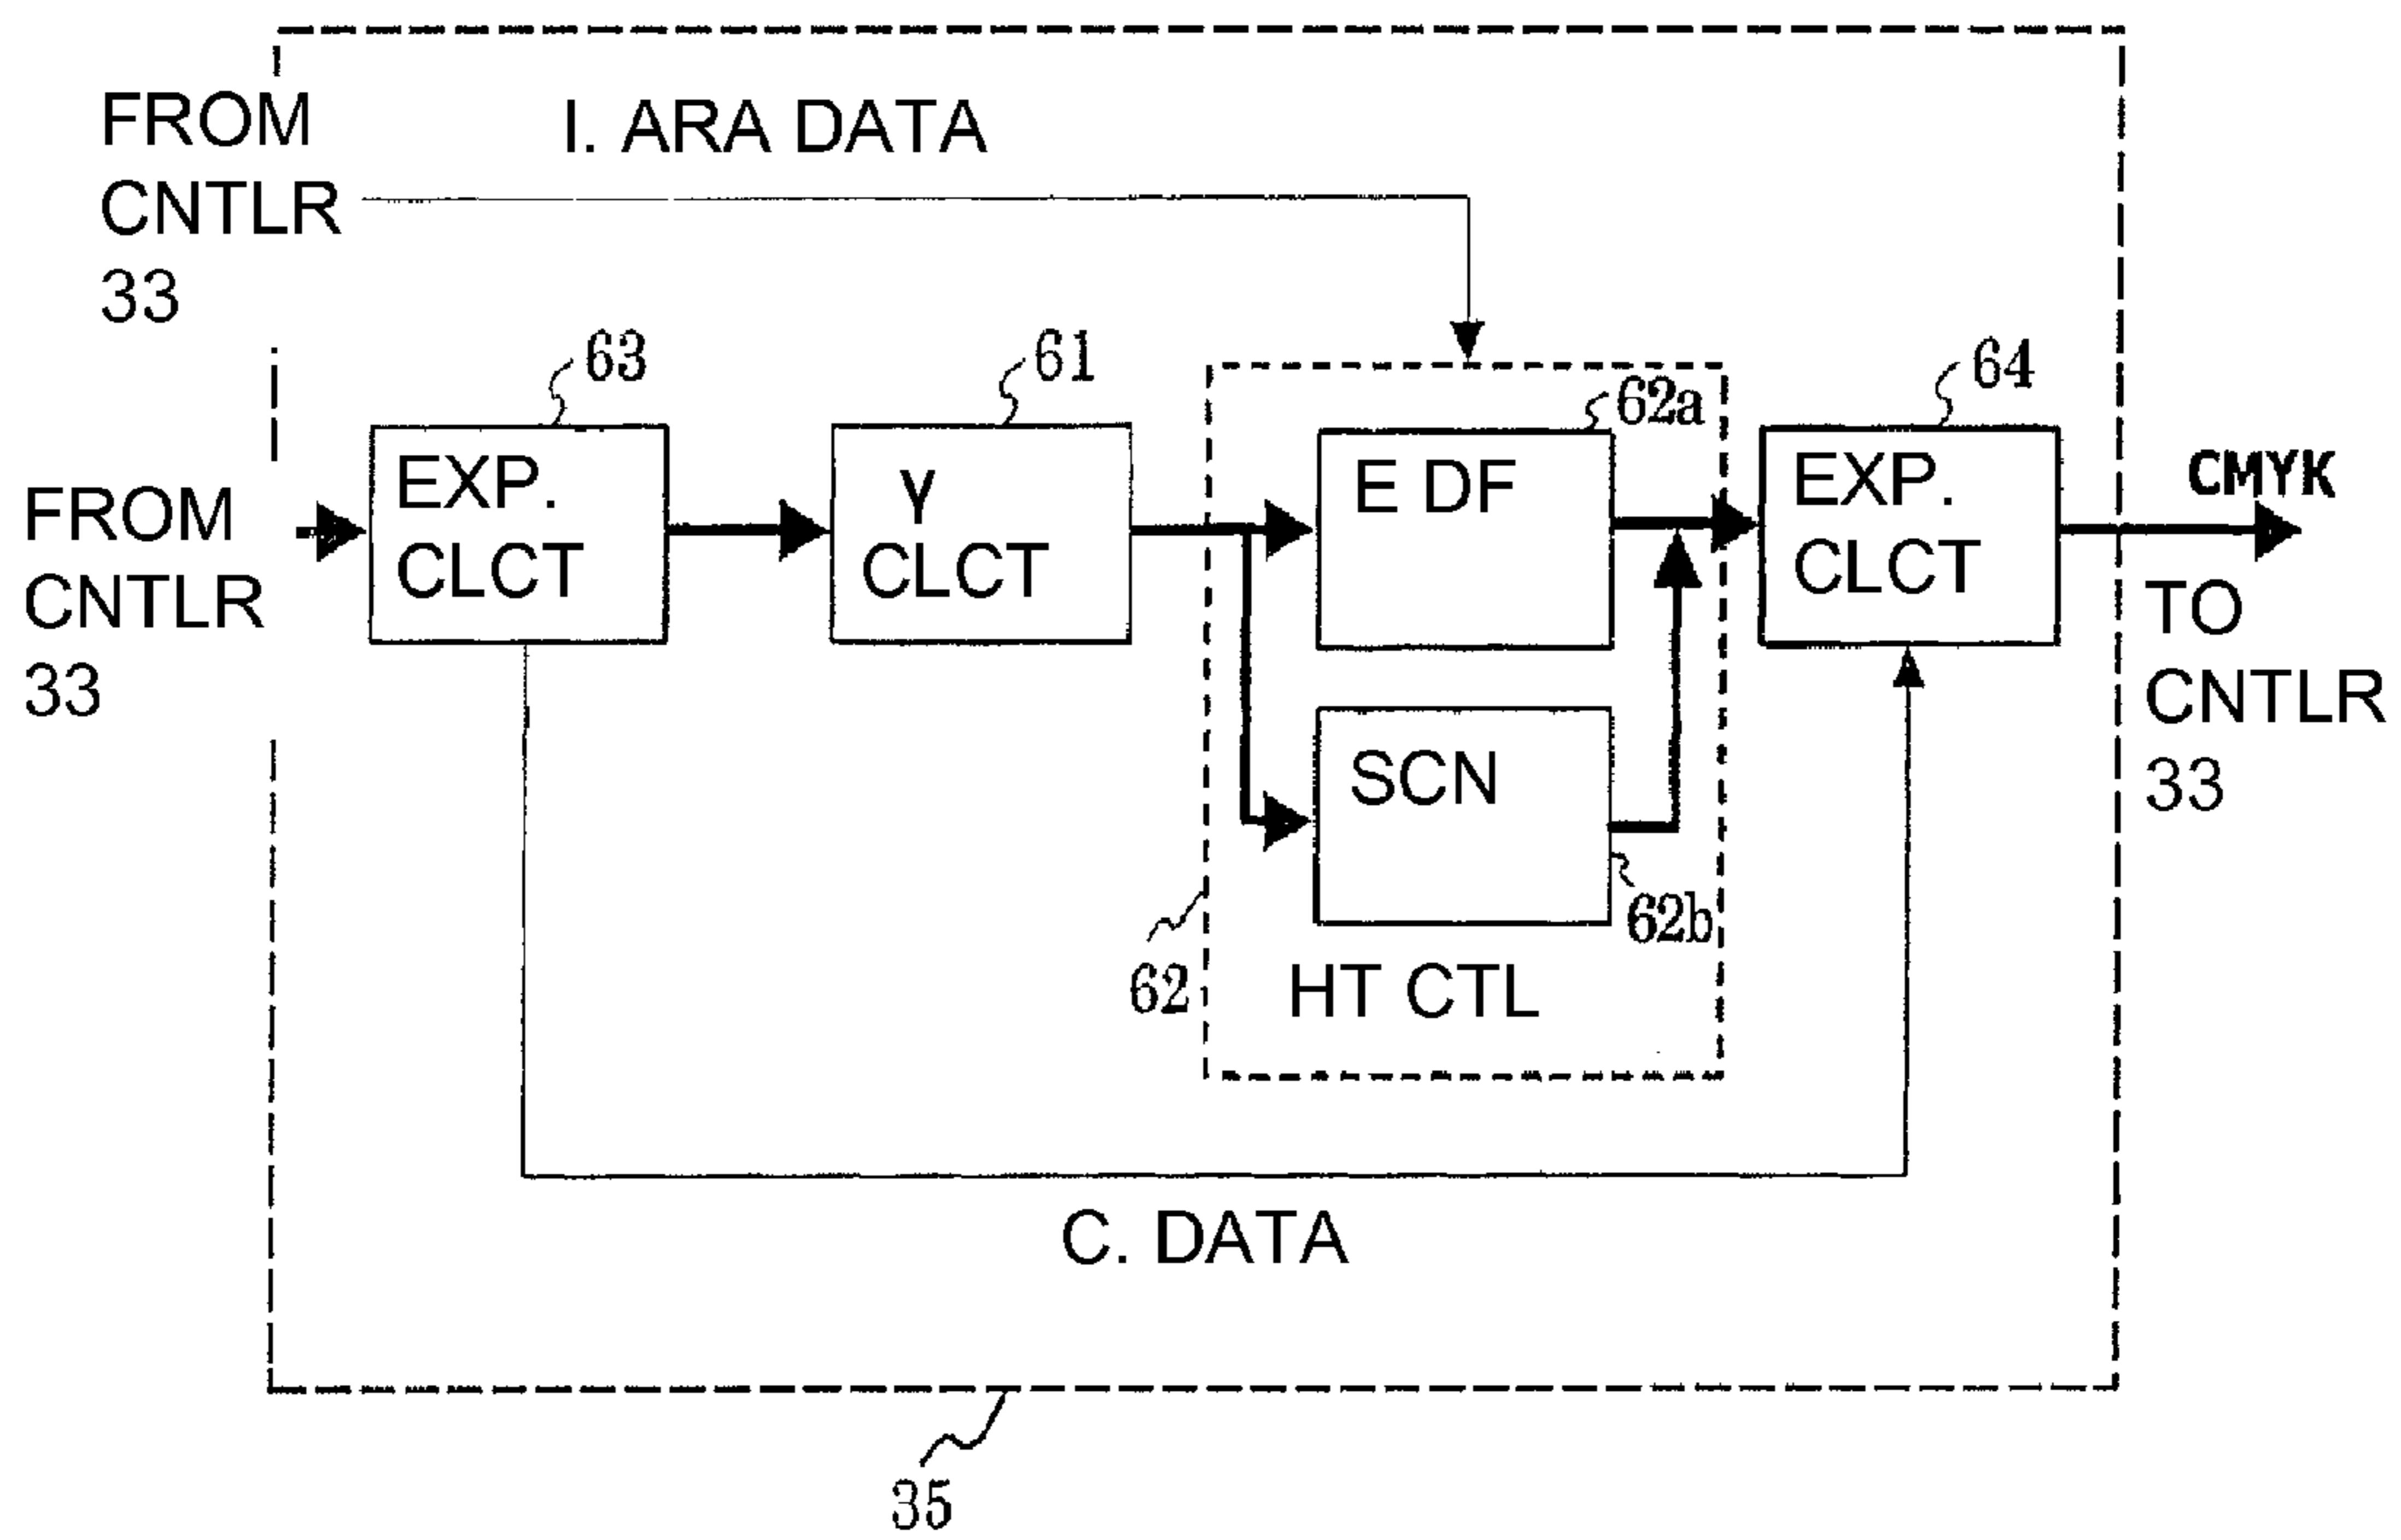 FROM
CNTLR
33
I. ARA DATA
63
61
62a
64
FROM
CNTLR
33
EXP.
CLCT
γ
CLCT
E DF
EXP.
CLCT
CMYK
TO
CNTLR
33
SCN
62b
62
HT CTL
C. DATA
35